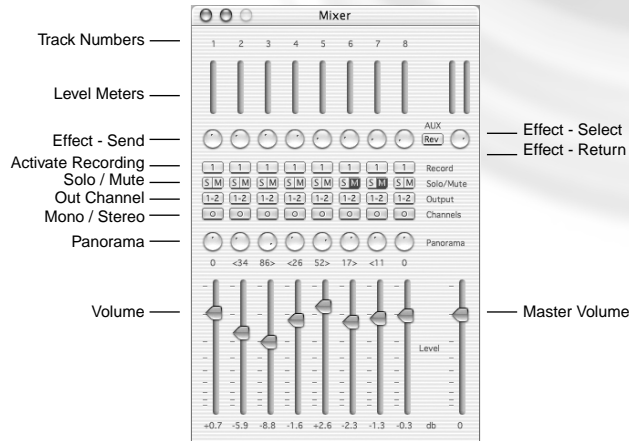 Mixer
Track Numbers
1 2 3 4 5 6 7 8
Level Meters
AUX
Effect - Send
Rev
Effect - Select
Effect - Return
Activate Recording
1 1 1 1 1 1 1 1
Record
Solo / Mute
S M S M S M S M S M S M S M S M
Solo/Mute
Out Channel
1-2 1-2 1-2 1-2 1-2 1-2 1-2 1-2
Output
Mono / Stereo
O O O O O O O O
Channels
Panorama
Panorama
0 <34 86> <26 52> 17> <11 0
Volume
Master Volume
Level
+0.7 -5.9 -8.8 -1.6 +2.6 -2.3 -1.3 -0.3 db 0